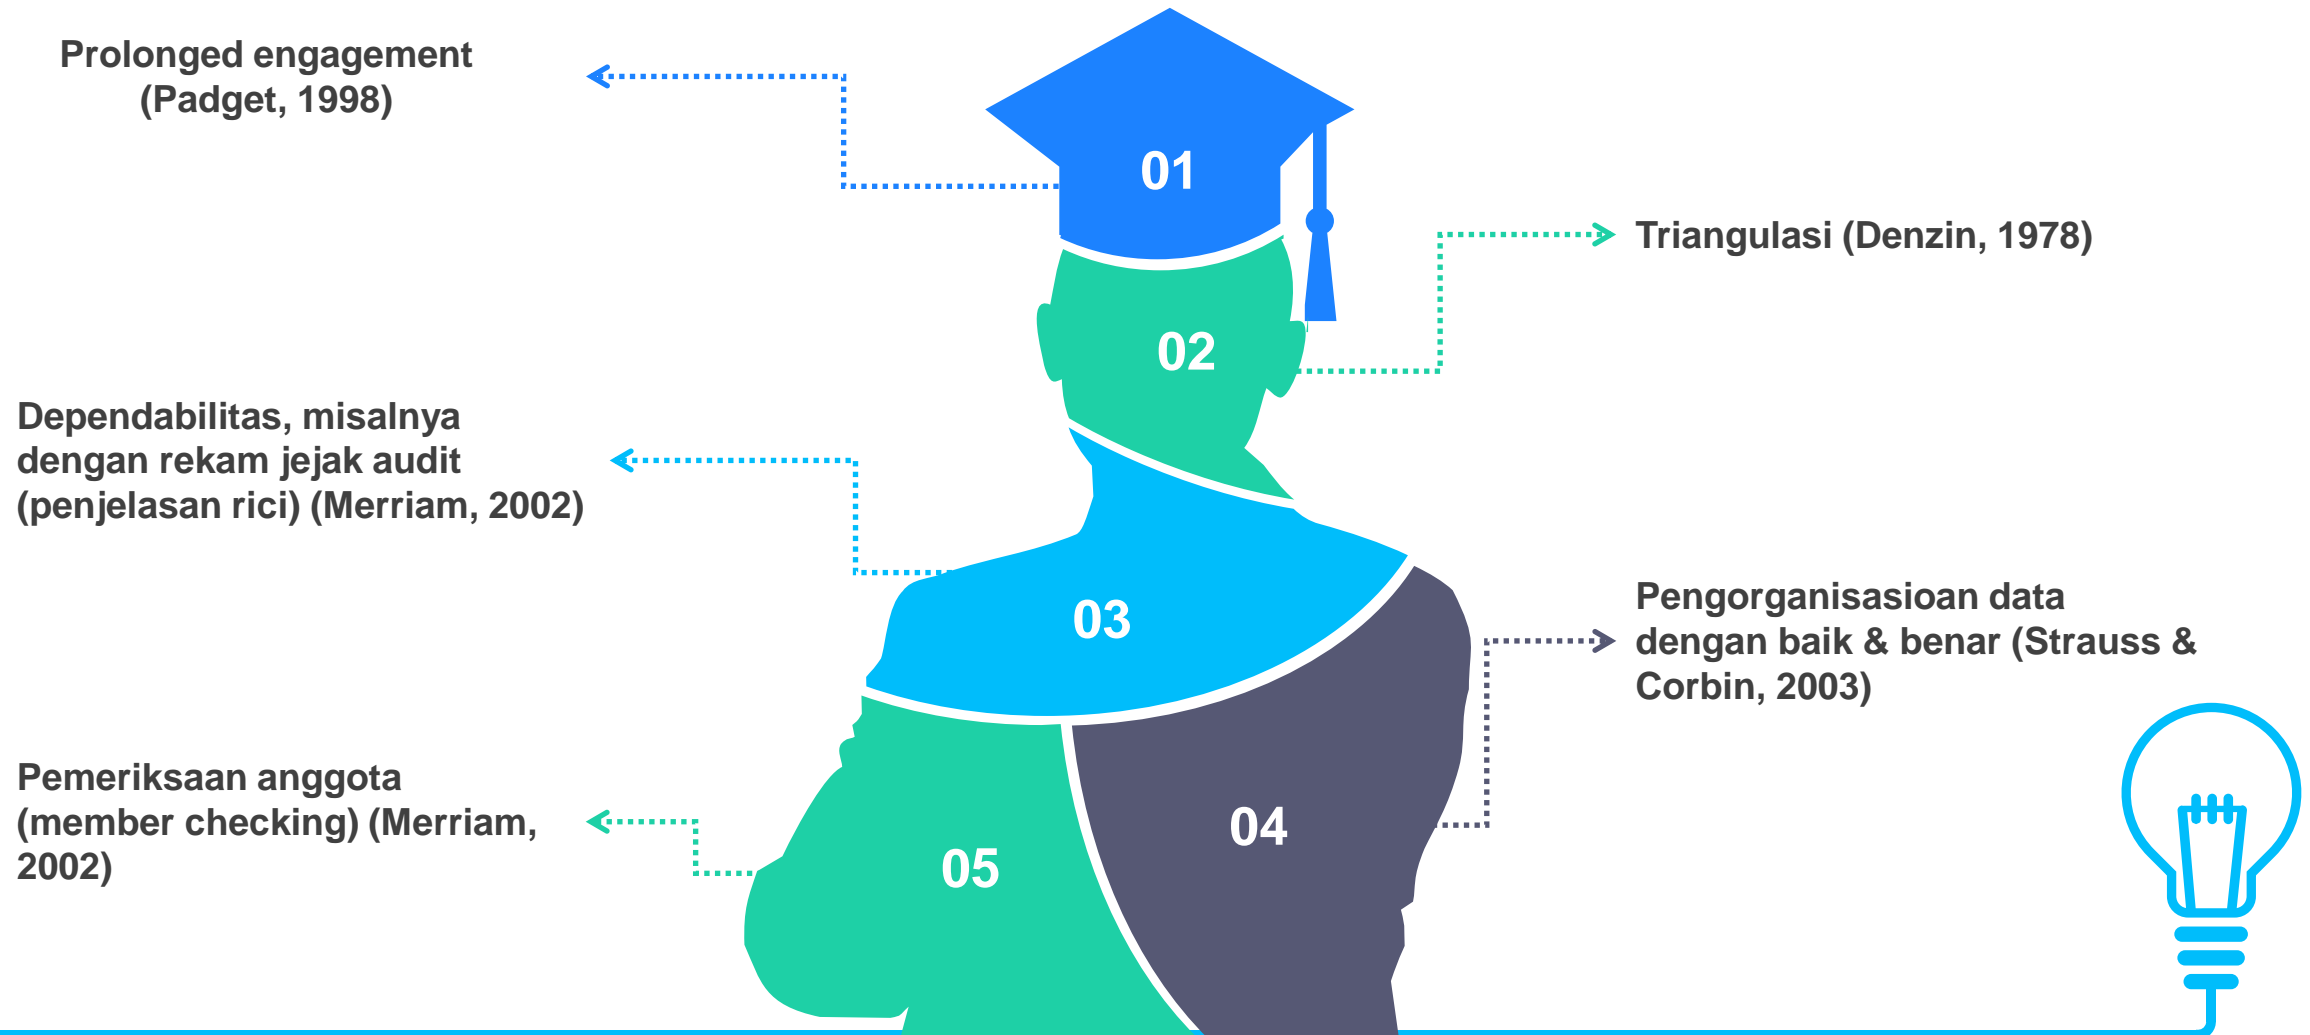 Prolonged engagement
(Padget, 1998)
01
Triangulasi (Denzin, 1978)
02
Dependabilitas, misalnya
dengan rekam jejak audit
(penjelasan rici) (Merriam, 2002)
03
Pengorganisasioan data
dengan baik & benar (Strauss &
Corbin, 2003)
04
Pemeriksaan anggota
(member checking) (Merriam,
2002)
05